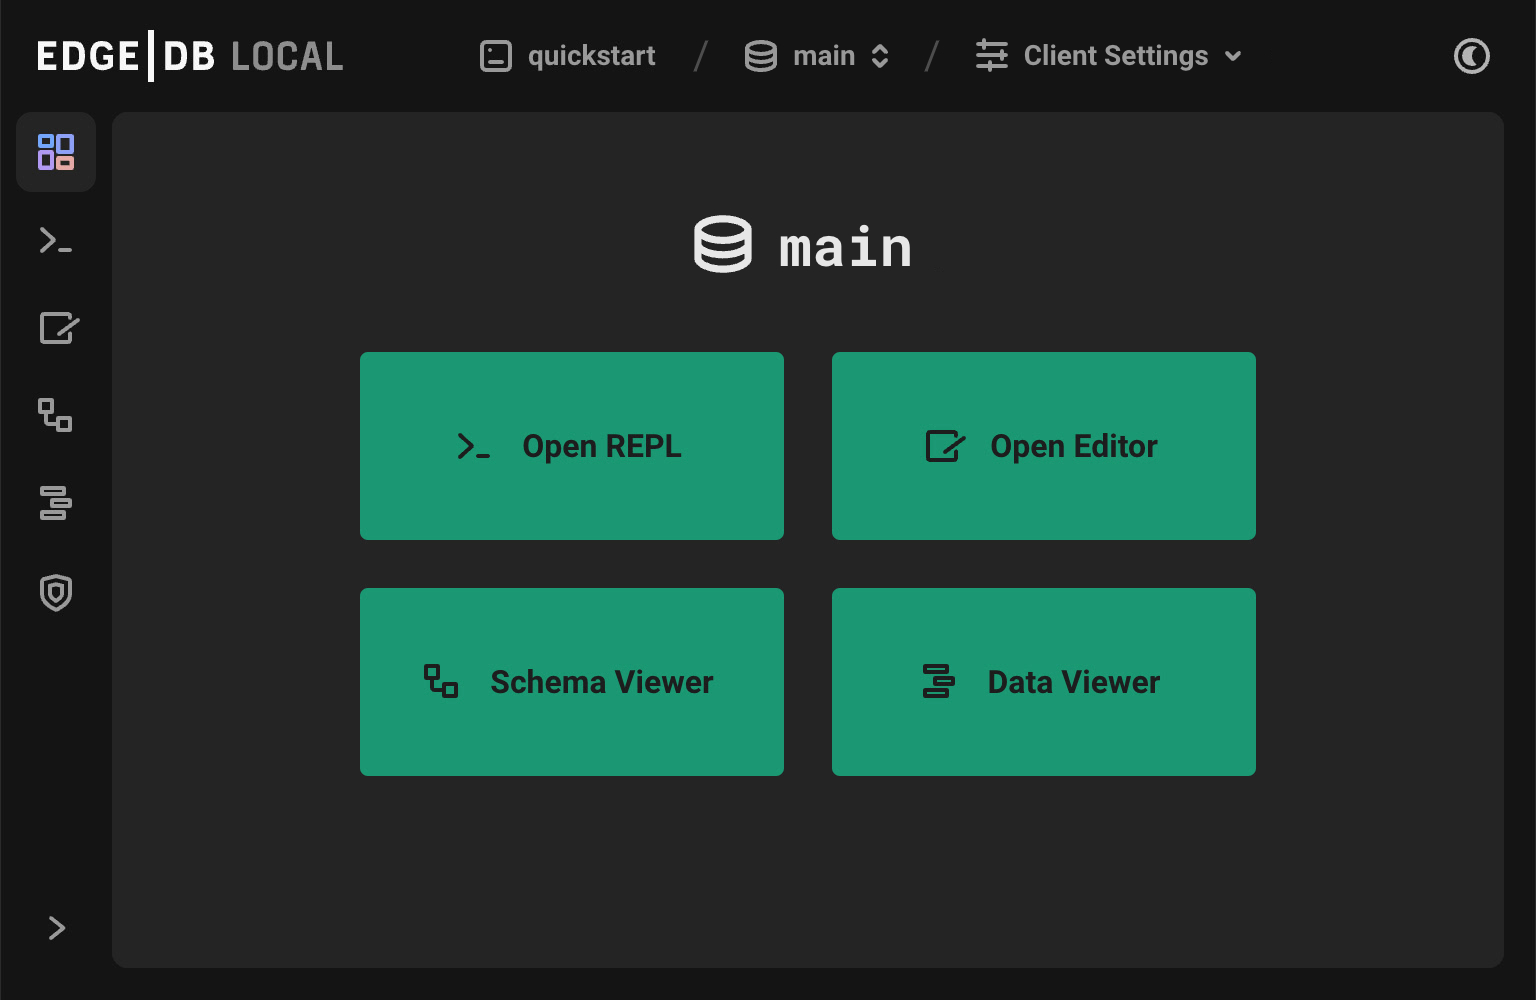 EDGE|DB LOCAL
quickstart / main / Client Settings
main
Open REPL
Open Editor
Schema Viewer
Data Viewer